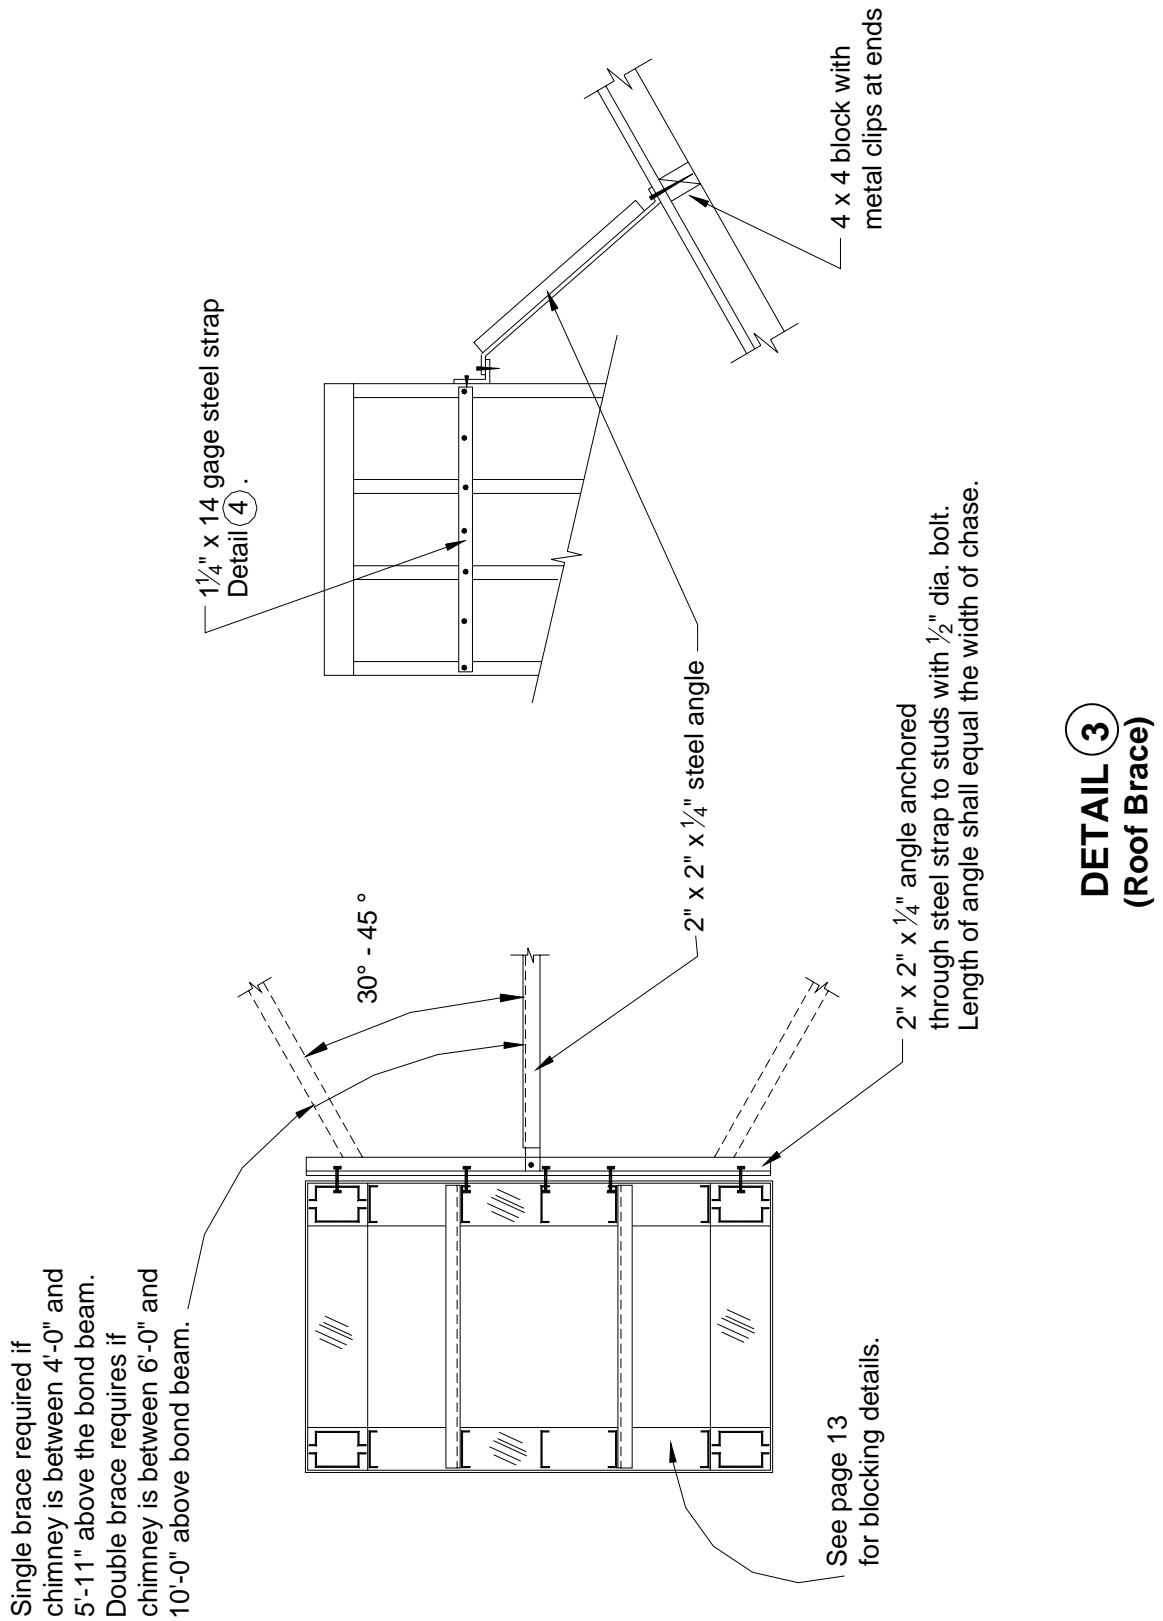 Single brace required if
chimney is between 4'-0" and
5'-11" above the bond beam.
Double brace requires if
chimney is between 6'-0" and
10'-0" above bond beam.
30° - 45 °
1¼" x 14 gage steel strap
Detail 4 .
2" x 2" x ¼" steel angle
4 x 4 block with
metal clips at ends
See page 13
for blocking details.
2" x 2" x ¼" angle anchored
through steel strap to studs with ½" dia. bolt.
Length of angle shall equal the width of chase.
DETAIL 3
(Roof Brace)